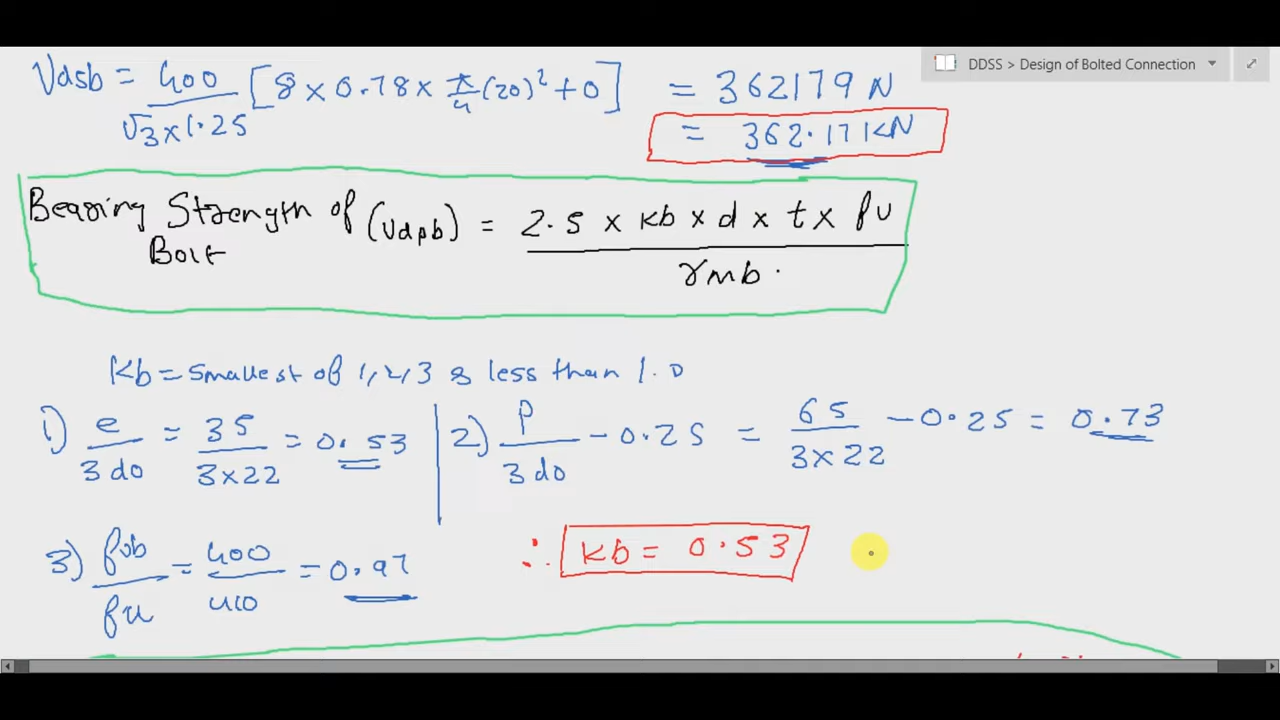 DDSS > Design of Bolted Connection
Vdsb = 400 / √3 x 1.25 [8 x 0.78 x π/4 (20)² + 0] = 362179 N
= 362.171 KN
Bearing Strength of Bolt (Vdpb) = 2.5 x kb x d x t x fu / γmb.
Kb = smallest of 1, 2, 3 & less than 1.0
1) e / 3do = 35 / 3x22 = 0.53
2) P / 3do - 0.25 = 65 / 3x22 - 0.25 = 0.73
3) fub / fu = 400 / 410 = 0.97
∴ kb = 0.53